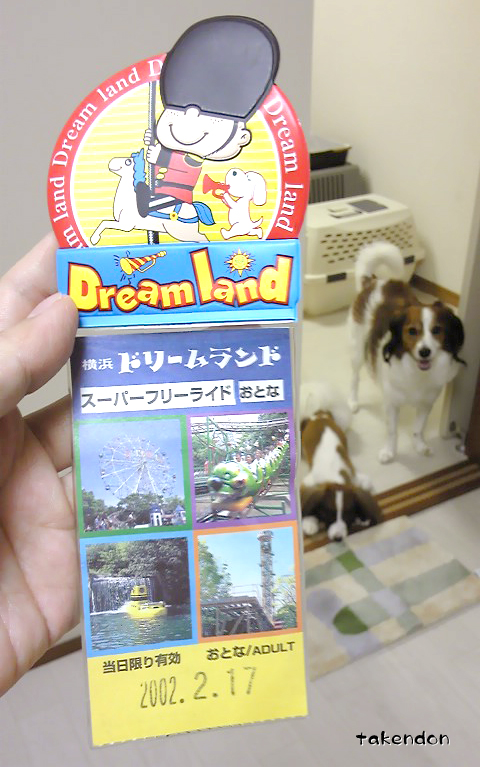 Dream land Dream land Dream land
Dream land
横浜 ドリームランド
スーパーフリーライド おとな
当日限り有効 おとな/ADULT
2002.2.17
takendon